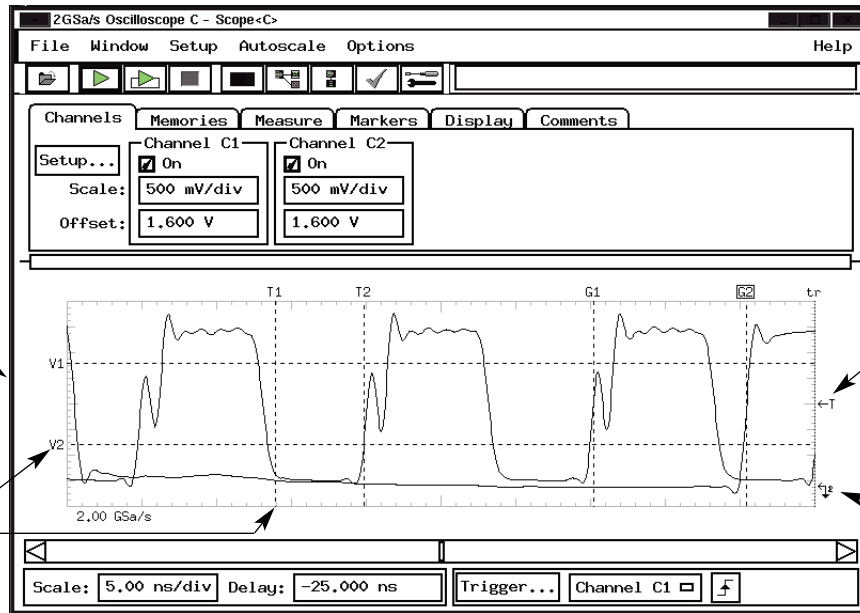 2GSa/s Oscilloscope C - Scope<C>
File Window Setup Autoscale Options Help
Channels Memories Measure Markers Display Comments
Channel C1 Channel C2
Setup... On On
Scale: 500 mV/div 500 mV/div
Offset: 1.600 V 1.600 V
T1 T2 G1 G2 tr
V1
T
V2
2
2.00 GSa/s
Scale: 5.00 ns/div Delay: -25.000 ns Trigger... Channel C1